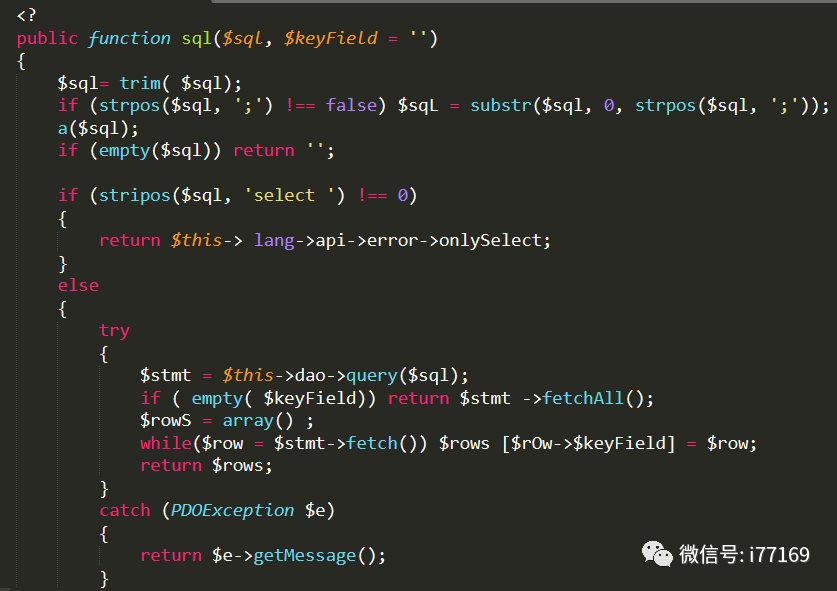 <?
public function sql($sql, $keyField = '')
{
    $sql= trim( $sql);
    if (strpos($sql, ';') !== false) $sqL = substr($sql, 0, strpos($sql, ';'));
    a($sql);
    if (empty($sql)) return '';

    if (stripos($sql, 'select ') !== 0)
    {
        return $this-> lang->api->error->onlySelect;
    }
    else
    {
        try
        {
            $stmt = $this->dao->query($sql);
            if ( empty( $keyField)) return $stmt ->fetchAll();
            $rowS = array() ;
            while($row = $stmt->fetch()) $rows [$rOw->$keyField] = $row;
            return $rows;
        }
        catch (PDOException $e)
        {
            return $e->getMessage();
        }
微信号: i77169